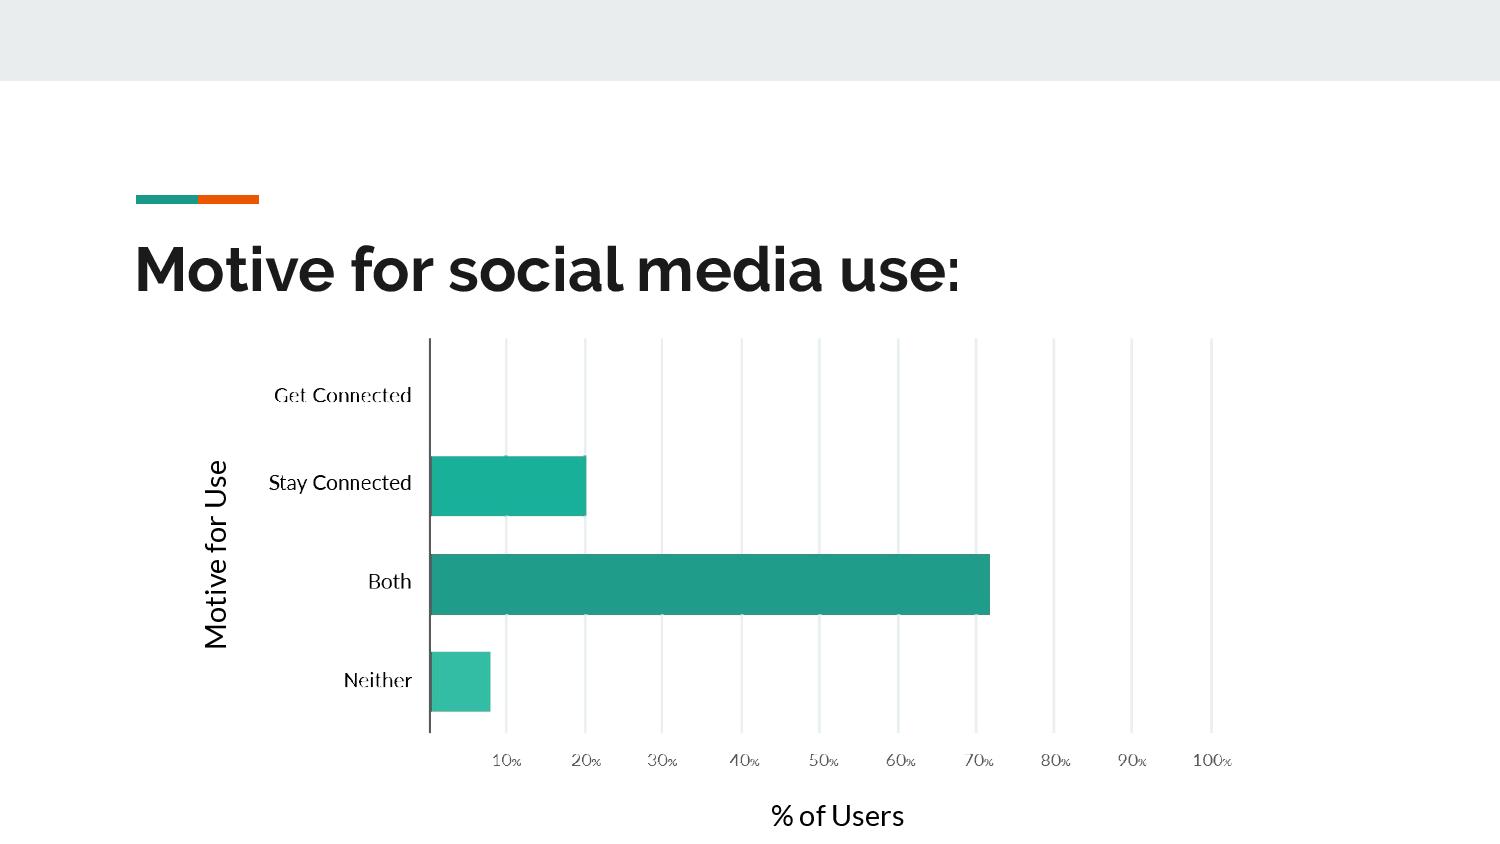 Motive for social media use:
Get Connected
Stay Connected
Both
Neither
Motive for Use
10% 20% 30% 40% 50% 60% 70% 80% 90% 100%
% of Users